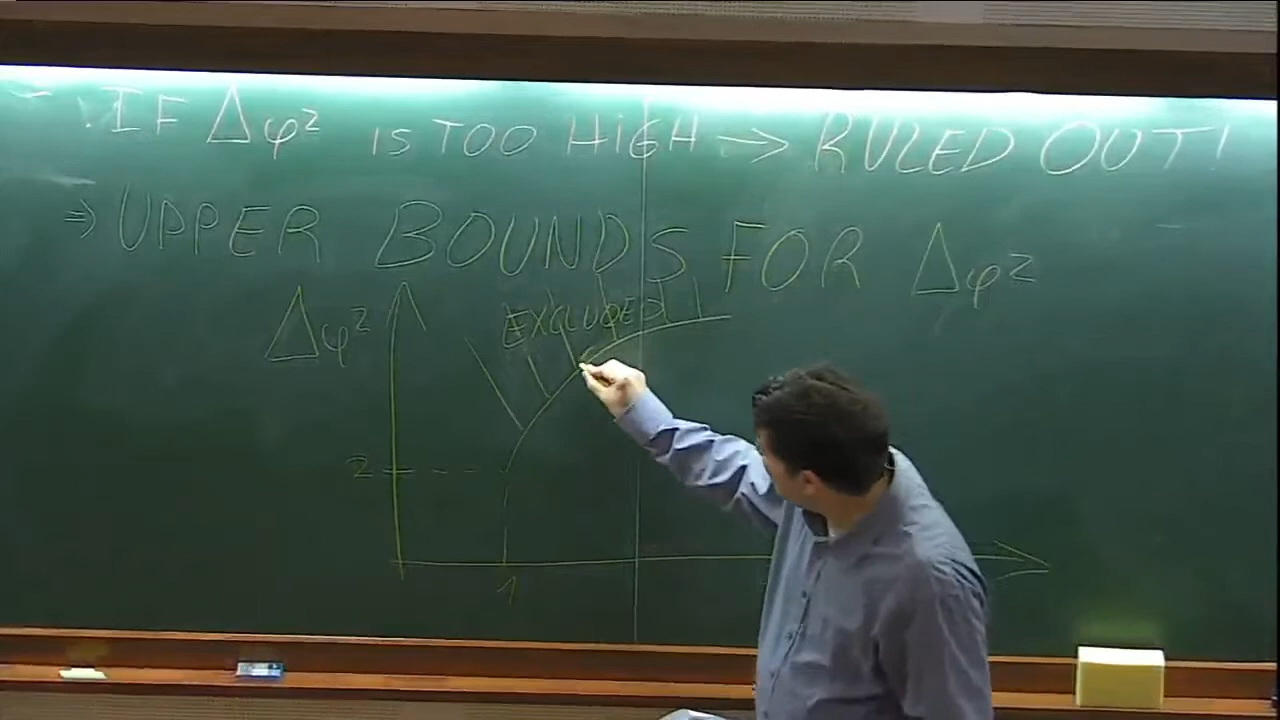 IF Δφ² IS TOO HIGH → RULED OUT!
⇒ UPPER BOUNDS FOR Δφ²
Δφ²
EXCLUDED!
2
1